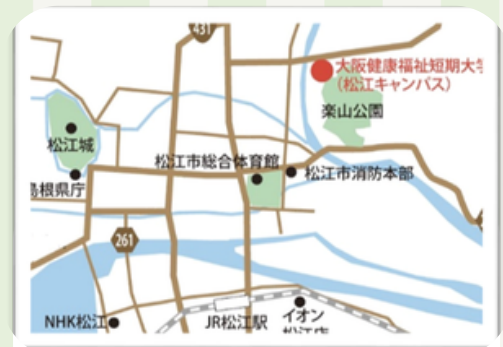 431
大阪健康福祉短期大学
（松江キャンパス）
楽山公園
松江城
松江市総合体育館
松江市消防本部
島根県庁
261
NHK松江
JR松江駅
イオン
松江店